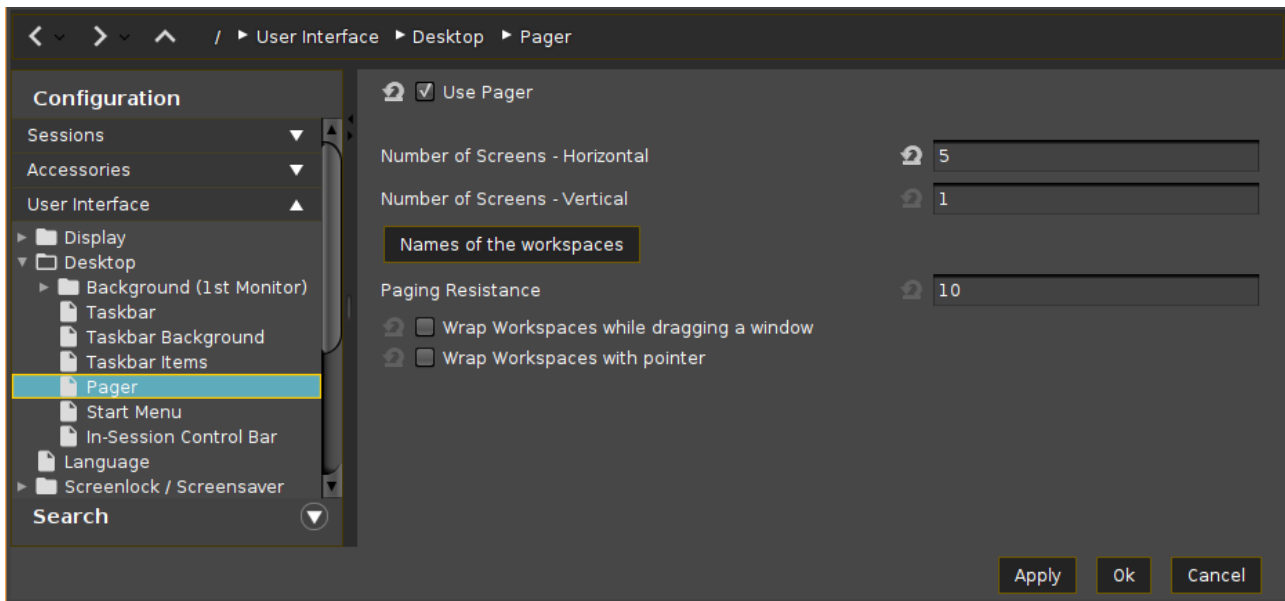 / User Interface Desktop Pager
Configuration
Sessions
Accessories
User Interface
Display
Desktop
Background (1st Monitor)
Taskbar
Taskbar Background
Taskbar Items
Pager
Start Menu
In-Session Control Bar
Language
Screenlock / Screensaver
Search
Use Pager
Number of Screens - Horizontal 5
Number of Screens - Vertical 1
Names of the workspaces
Paging Resistance 10
Wrap Workspaces while dragging a window
Wrap Workspaces with pointer
Apply Ok Cancel